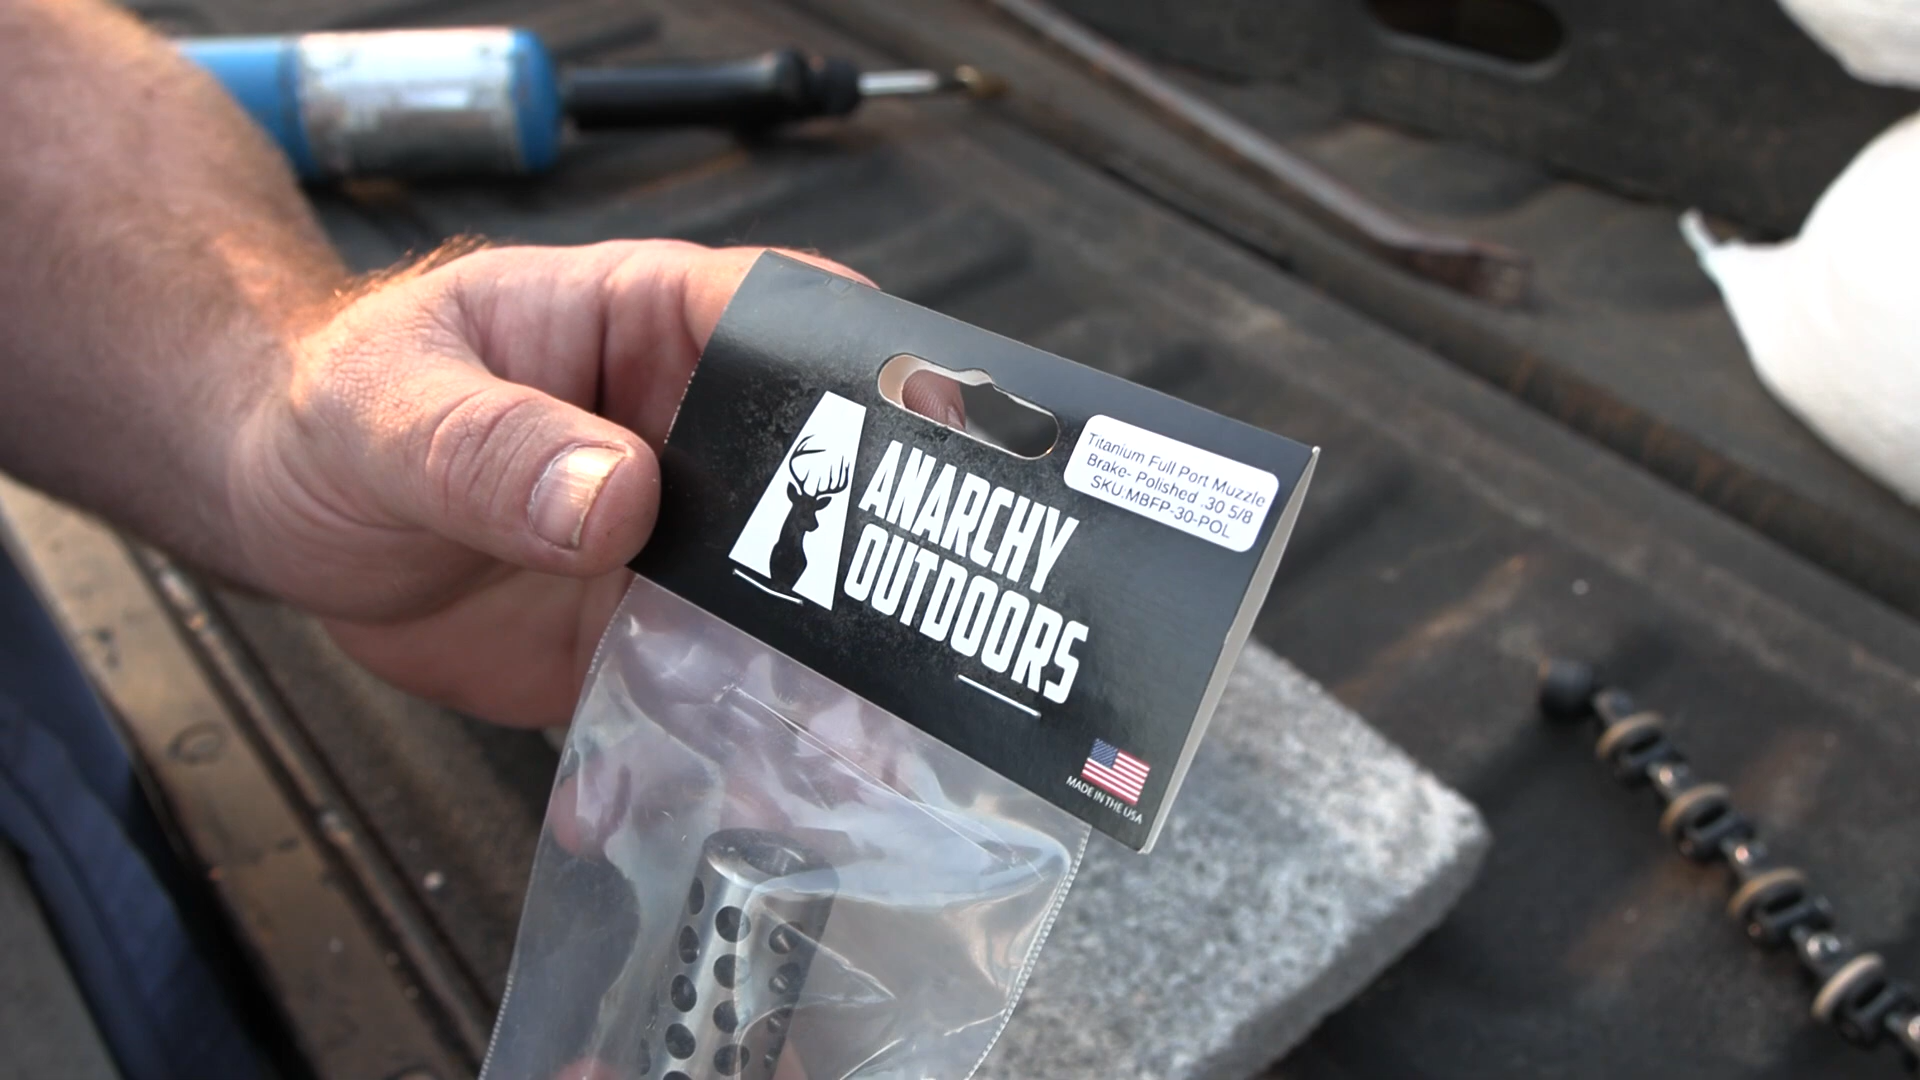 ANARCHY
OUTDOORS
Titanium Full Port Muzzle
Brake- Polished .30 5/8
SKU.MBFP-30-POL
MADE IN THE USA